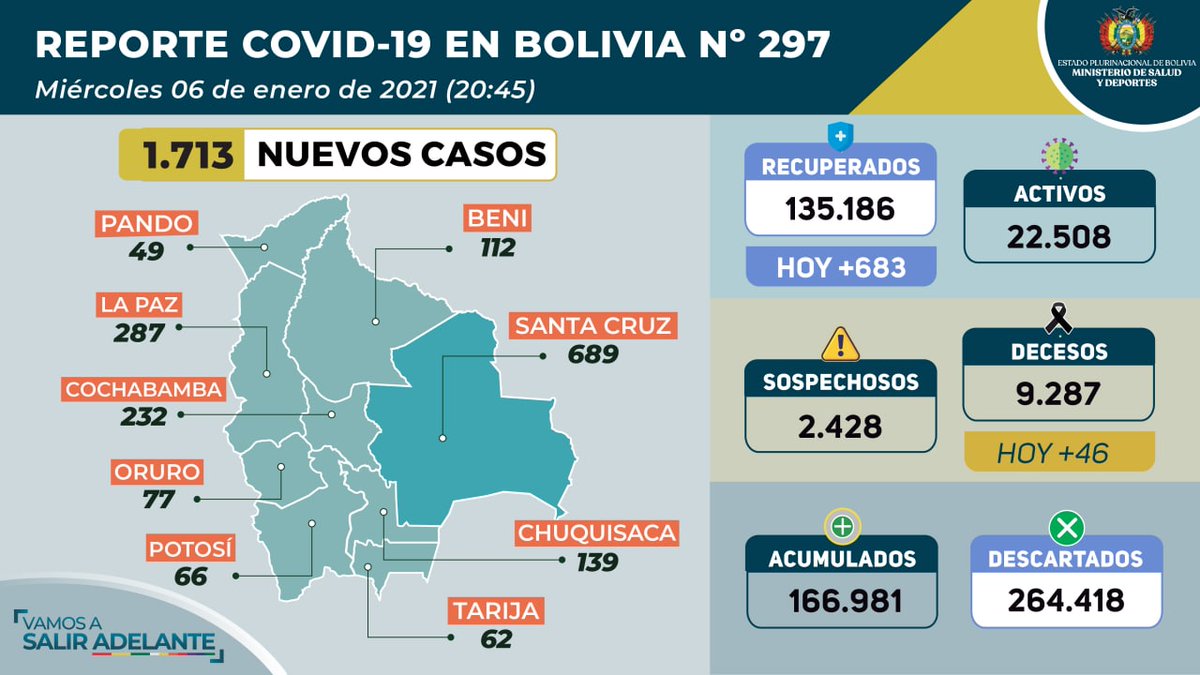 REPORTE COVID-19 EN BOLIVIA Nº 297
Miércoles 06 de enero de 2021 (20:45)
ESTADO PLURINACIONAL DE BOLIVIA
MINISTERIO DE SALUD
Y DEPORTES
1.713 NUEVOS CASOS
PANDO
49
BENI
112
LA PAZ
287
SANTA CRUZ
689
COCHABAMBA
232
ORURO
77
CHUQUISACA
139
POTOSÍ
66
TARIJA
62
VAMOS A
SALIR ADELANTE
RECUPERADOS
135.186
HOY +683
ACTIVOS
22.508
SOSPECHOSOS
2.428
DECESOS
9.287
HOY +46
ACUMULADOS
166.981
DESCARTADOS
264.418